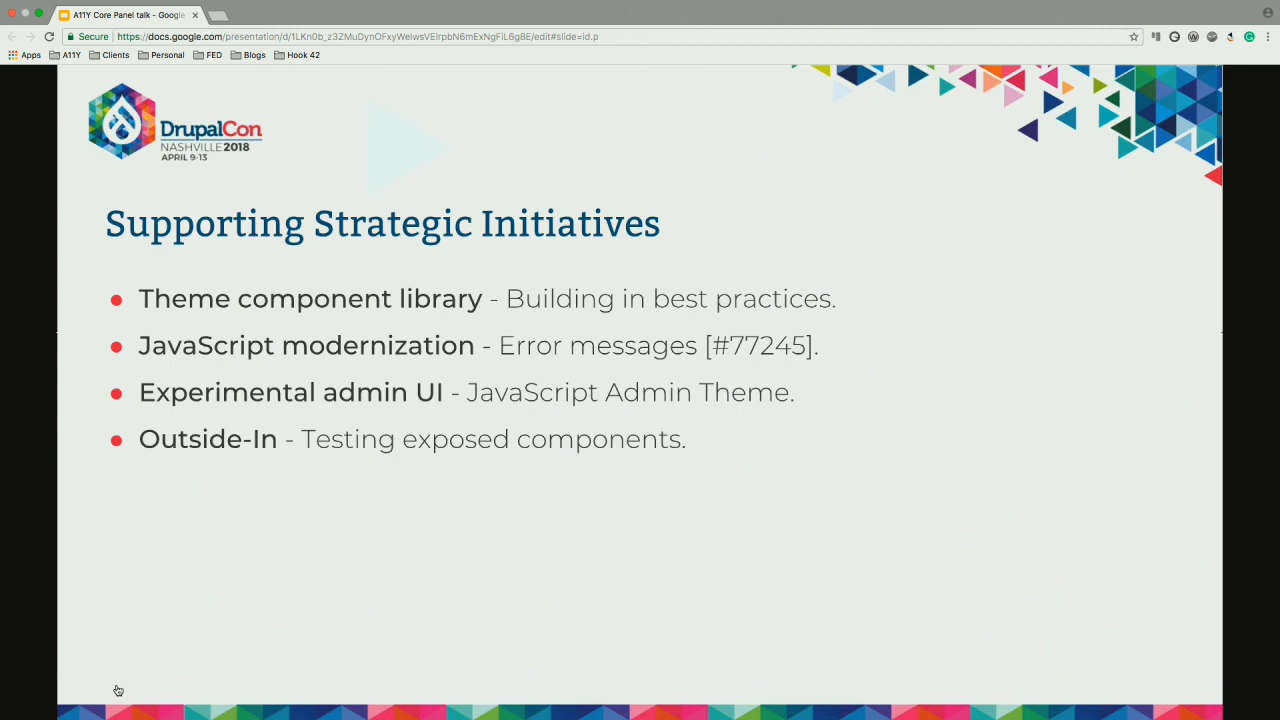 A11Y Core Panel talk - Google
Secure
https://docs.google.com/presentation/d/1LKn0b_z3ZMuDynOFxyWeIwsVEIrpbN6mExNgFiL6g8E/edit#slide=id.p
Apps
A11Y
Clients
Personal
FED
Blogs
Hook 42
DrupalCon
NASHVILLE 2018
APRIL 9-13
Supporting Strategic Initiatives
Theme component library - Building in best practices.
JavaScript modernization - Error messages [#77245].
Experimental admin UI - JavaScript Admin Theme.
Outside-In - Testing exposed components.